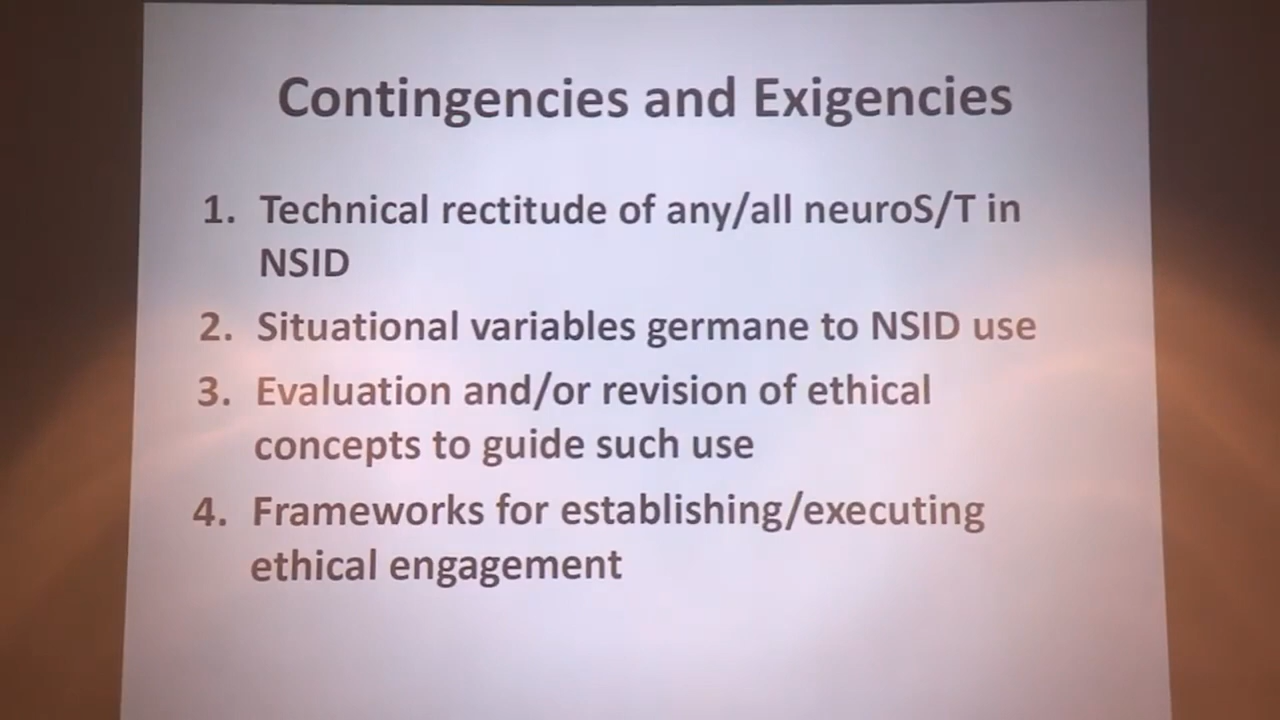 Contingencies and Exigencies
1. Technical rectitude of any/all neuroS/T in
NSID
2. Situational variables germane to NSID use
3. Evaluation and/or revision of ethical
concepts to guide such use
4. Frameworks for establishing/executing
ethical engagement